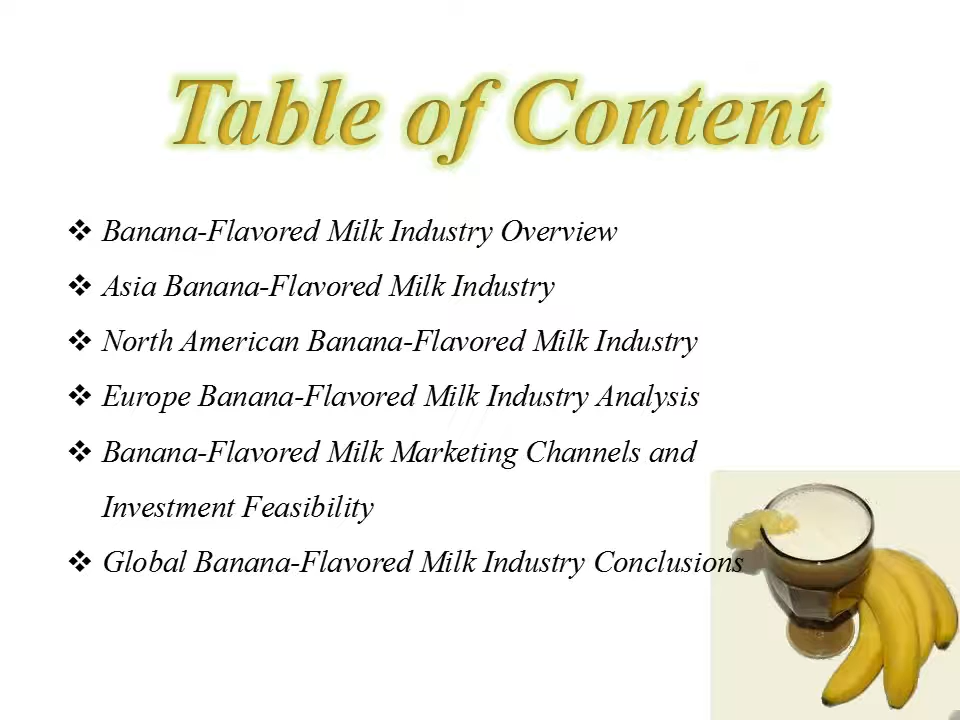 Table of Content
❖ Banana-Flavored Milk Industry Overview
❖ Asia Banana-Flavored Milk Industry
❖ North American Banana-Flavored Milk Industry
❖ Europe Banana-Flavored Milk Industry Analysis
❖ Banana-Flavored Milk Marketing Channels and
Investment Feasibility
❖ Global Banana-Flavored Milk Industry Conclusions